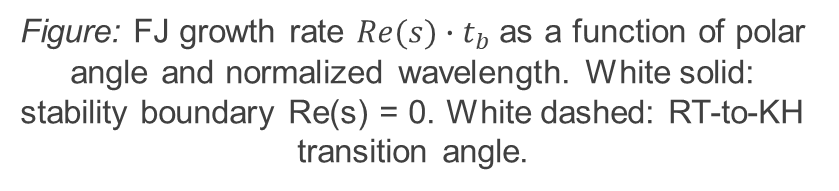 Figure: FJ growth rate Re(s) · t_b as a function of polar
angle and normalized wavelength. White solid:
stability boundary Re(s) = 0. White dashed: RT-to-KH
transition angle.